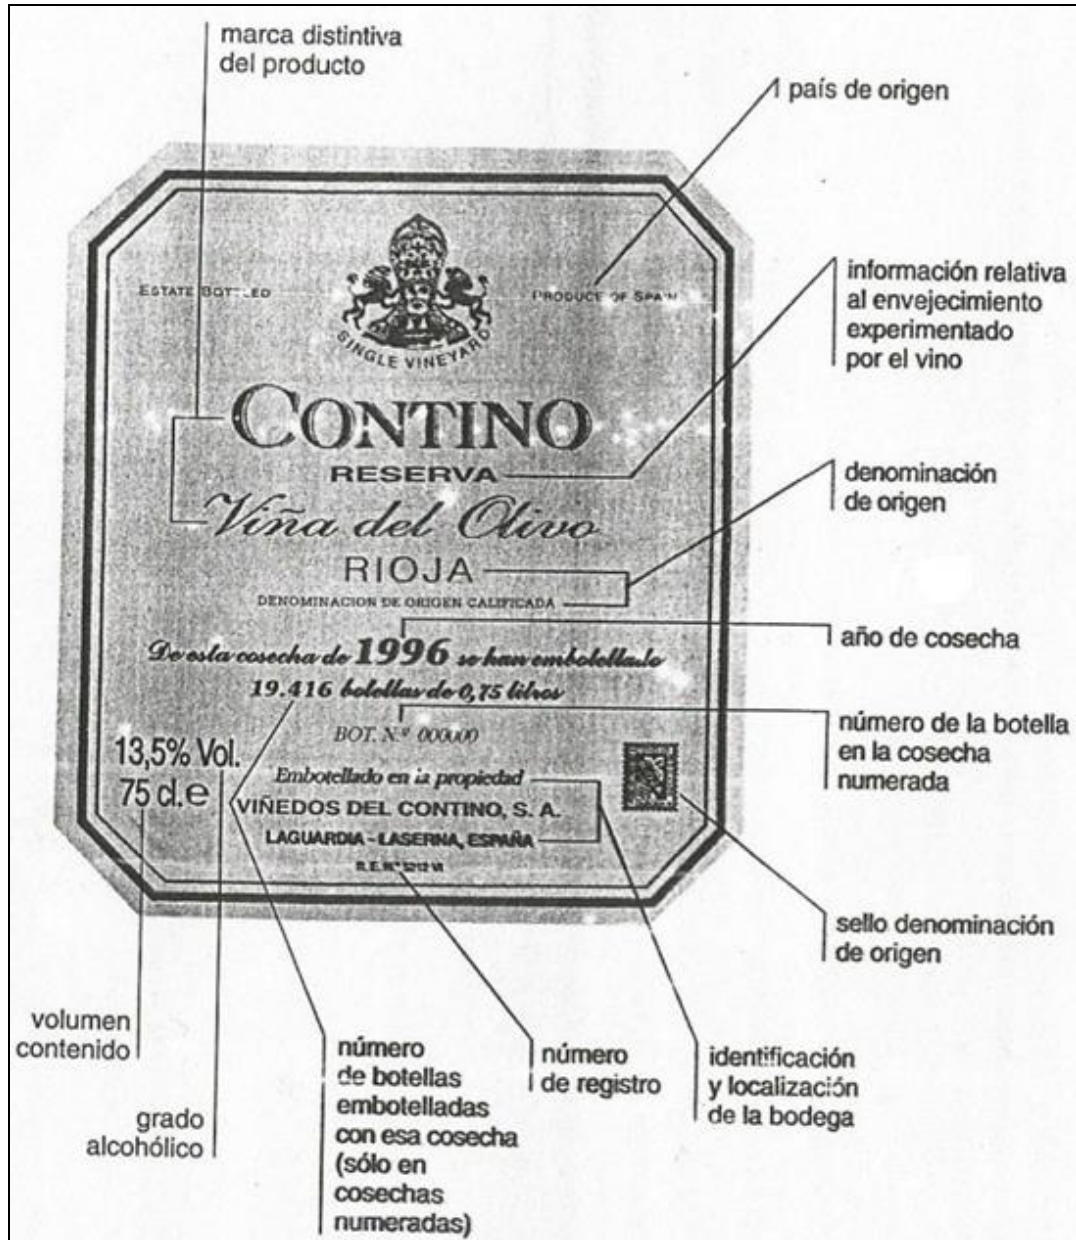 marca distintiva
del producto
país de origen
ESTATE BOTTLED
PRODUCE OF SPAIN
SINGLE VINEYARD
información relativa
al envejecimiento
experimentado
por el vino
CONTINO
RESERVA
Viña del Olivo
RIOJA
DENOMINACION DE ORIGEN CALIFICADA
denominación
de origen
De esta cosecha de 1996 se han embotellado
19.416 botellas de 0,75 litros
año de cosecha
BOT. N.º 000000
número de la botella
en la cosecha
numerada
13,5% Vol.
75 cl.e
Embotellado en la propiedad
VIÑEDOS DEL CONTINO, S. A.
LAGUARDIA - LASERNA, ESPAÑA
R.E. Nº
sello denominación
de origen
volumen
contenido
grado
alcohólico
número
de botellas
embotelladas
con esa cosecha
(sólo en
cosechas
numeradas)
número
de registro
identificación
y localización
de la bodega